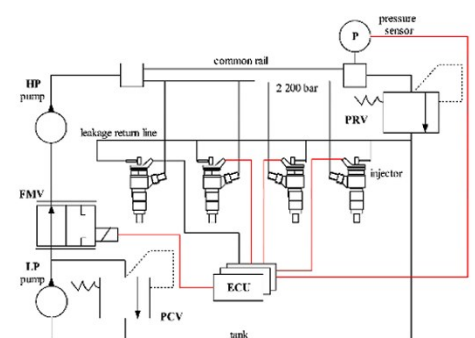 pressure
sensor
P
common rail
HP
pump
2 200 bar
PRV
leakage return line
injector
FMV
LP
pump
ECU
PCV
tank